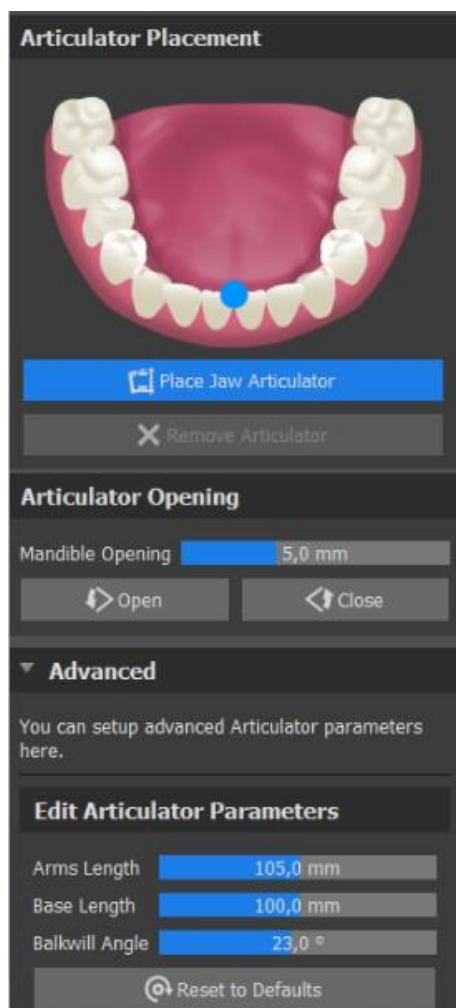 Articulator Placement
Place Jaw Articulator
Remove Articulator
Articulator Opening
Mandible Opening 5,0 mm
Open Close
Advanced
You can setup advanced Articulator parameters
here.
Edit Articulator Parameters
Arms Length 105,0 mm
Base Length 100,0 mm
Balkwill Angle 23,0 °
Reset to Defaults